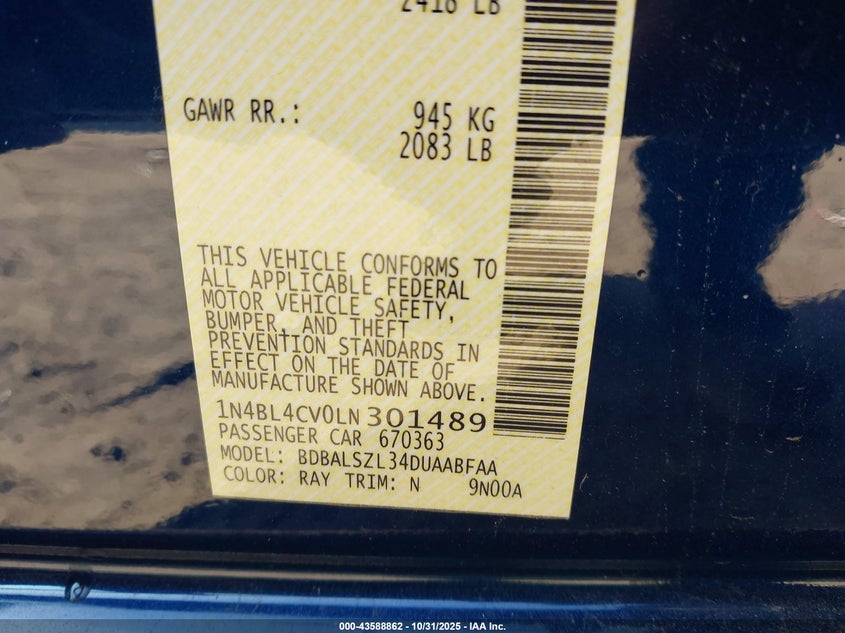 2418 LB
GAWR RR.: 945 KG
2083 LB
THIS VEHICLE CONFORMS TO
ALL APPLICABLE FEDERAL
MOTOR VEHICLE SAFETY,
BUMPER, AND THEFT
PREVENTION STANDARDS IN
EFFECT ON THE DATE OF
MANUFACTURE SHOWN ABOVE.
1N4BL4CV0LN301489
PASSENGER CAR 670363
MODEL: BDBALSZL34DUAABFAA
COLOR: RAY TRIM: N 9N00A
000-43588862 - 10/31/2025 - IAA Inc.